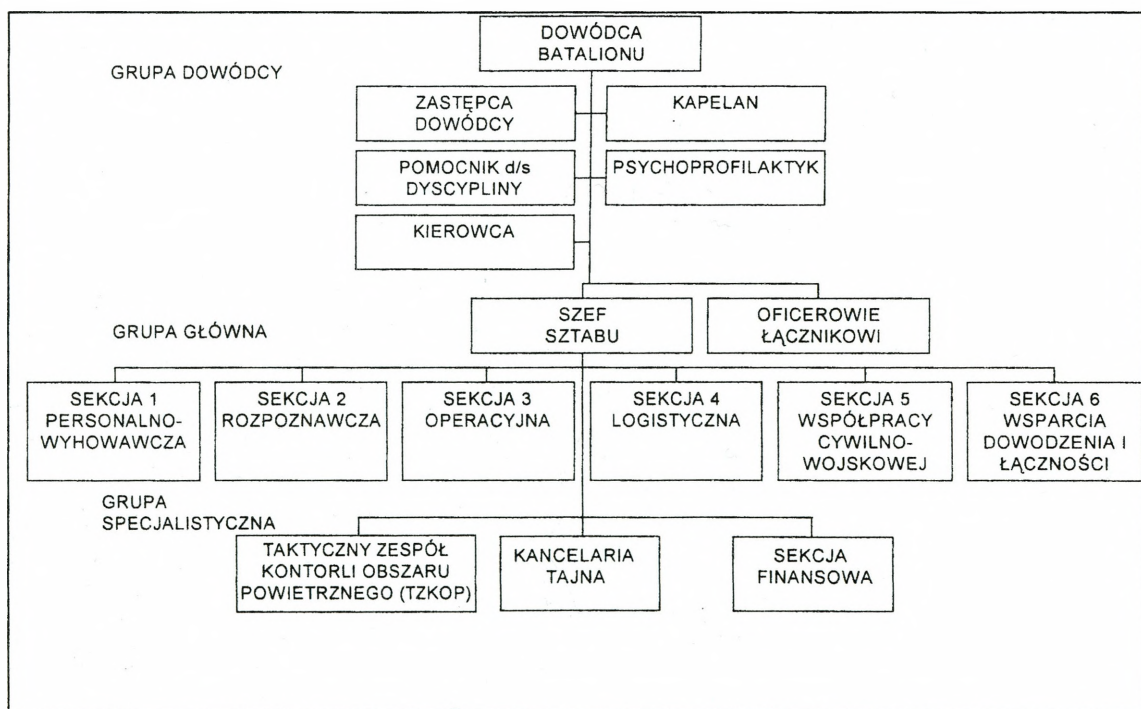 DOWÓDCA
BATALIONU
GRUPA DOWÓDCY
ZASTĘPCA
DOWÓDCY
KAPELAN
POMOCNIK d/s
DYSCYPLINY
PSYCHOPROFILAKTYK
KIEROWCA
SZEF
SZTABU
OFICEROWIE
ŁĄCZNIKOWI
GRUPA GŁÓWNA
SEKCJA 1
PERSONALNO-
WYHOWAWCZA
SEKCJA 2
ROZPOZNAWCZA
SEKCJA 3
OPERACYJNA
SEKCJA 4
LOGISTYCZNA
SEKCJA 5
WSPÓŁPRACY
CYWILNO-
WOJSKOWEJ
SEKCJA 6
WSPARCIA
DOWODZENIA I
ŁĄCZNOŚCI
GRUPA
SPECJALISTYCZNA
TAKTYCZNY ZESPÓŁ
KONTORLI OBSZARU
POWIETRZNEGO (TZKOP)
KANCELARIA
TAJNA
SEKCJA
FINANSOWA